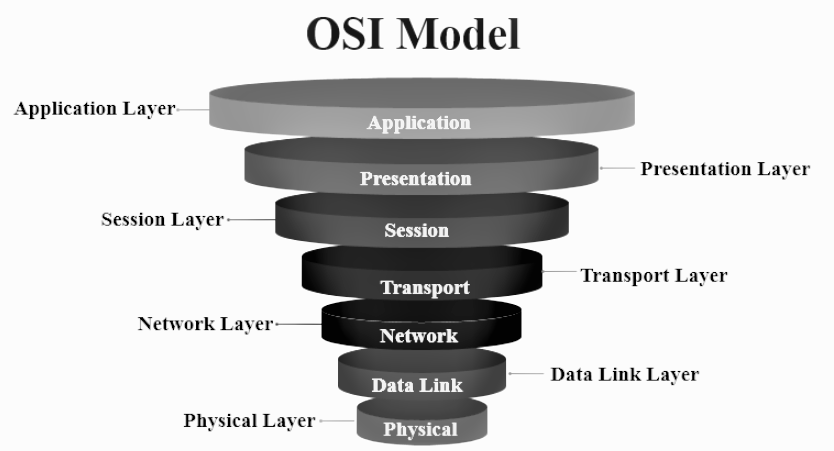 OSI Model
Application Layer
Application
Presentation
Presentation Layer
Session Layer
Session
Transport
Transport Layer
Network Layer
Network
Data Link
Data Link Layer
Physical Layer
Physical